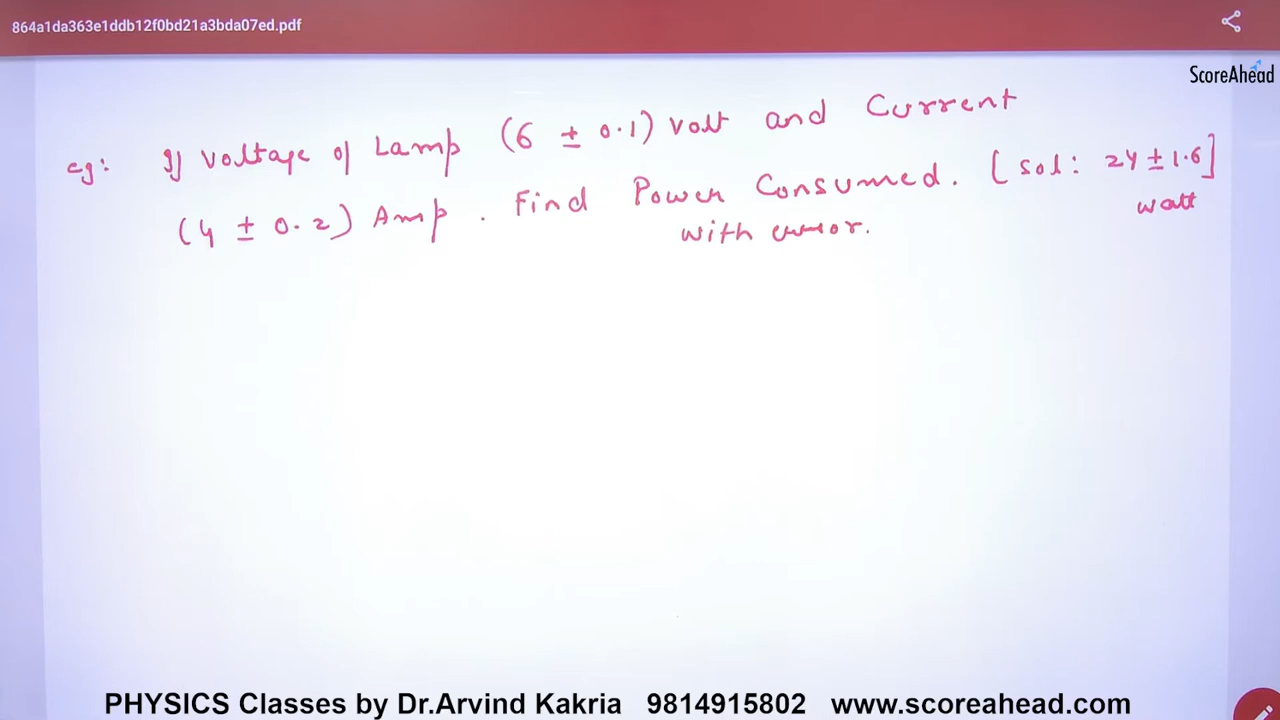 864a1da363e1ddb12f0bd21a3bda07ed.pdf
ScoreAhead
eg: If Voltage of Lamp (6 ± 0.1) Volt and Current
(4 ± 0.2) Amp. Find Power Consumed. [Sol: 24 ± 1.6]
with error. Watt
PHYSICS Classes by Dr.Arvind Kakria 9814915802 www.scoreahead.com